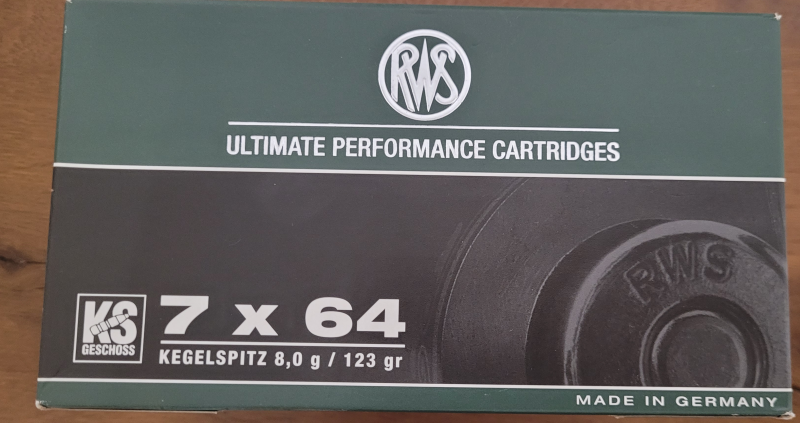 RWS
ULTIMATE PERFORMANCE CARTRIDGES
RWS
KS
GESCHOSS
7 x 64
KEGELSPITZ 8,0 g / 123 gr
MADE IN GERMANY